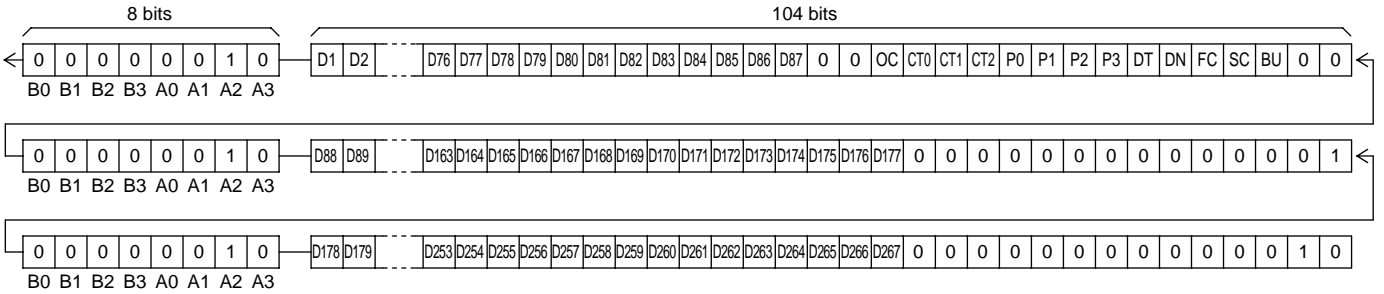 8 bits 104 bits
0 0 0 0 0 0 1 0 D1 D2 D76 D77 D78 D79 D80 D81 D82 D83 D84 D85 D86 D87 0 0 OC CT0 CT1 CT2 P0 P1 P2 P3 DT DN FC SC BU 0 0
B0 B1 B2 B3 A0 A1 A2 A3
0 0 0 0 0 0 1 0 D88 D89 D163 D164 D165 D166 D167 D168 D169 D170 D171 D172 D173 D174 D175 D176 D177 0 0 0 0 0 0 0 0 0 0 0 0 0 1
B0 B1 B2 B3 A0 A1 A2 A3
0 0 0 0 0 0 1 0 D178 D179 D253 D254 D255 D256 D257 D258 D259 D260 D261 D262 D263 D264 D265 D266 D267 0 0 0 0 0 0 0 0 0 0 0 0 1 0
B0 B1 B2 B3 A0 A1 A2 A3